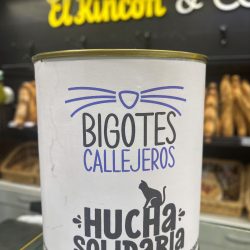 El Rincón & C
BIGOTES
CALLEJEROS
HUCHa
SOLIDARIa